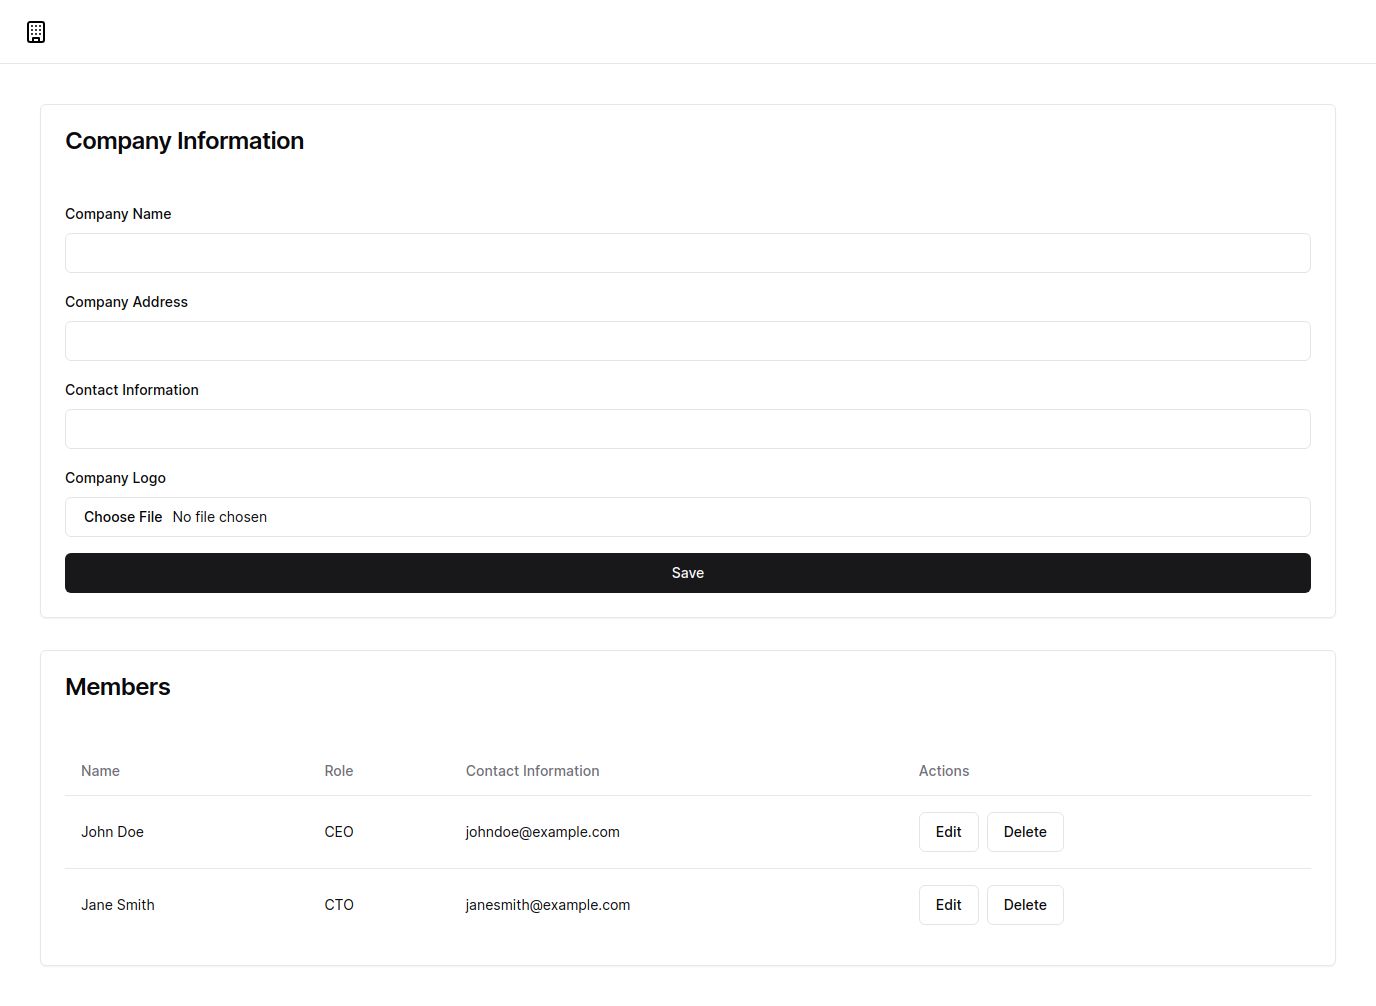 Company Information
Company Name
Company Address
Contact Information
Company Logo
Choose File No file chosen
Save
Members
Name Role Contact Information Actions
John Doe CEO johndoe@example.com Edit Delete
Jane Smith CTO janesmith@example.com Edit Delete